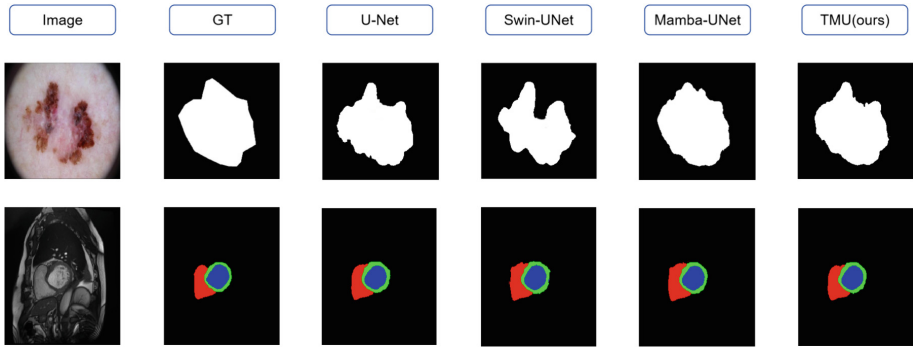 Image
GT
U-Net
Swin-UNet
Mamba-UNet
TMU(ours)